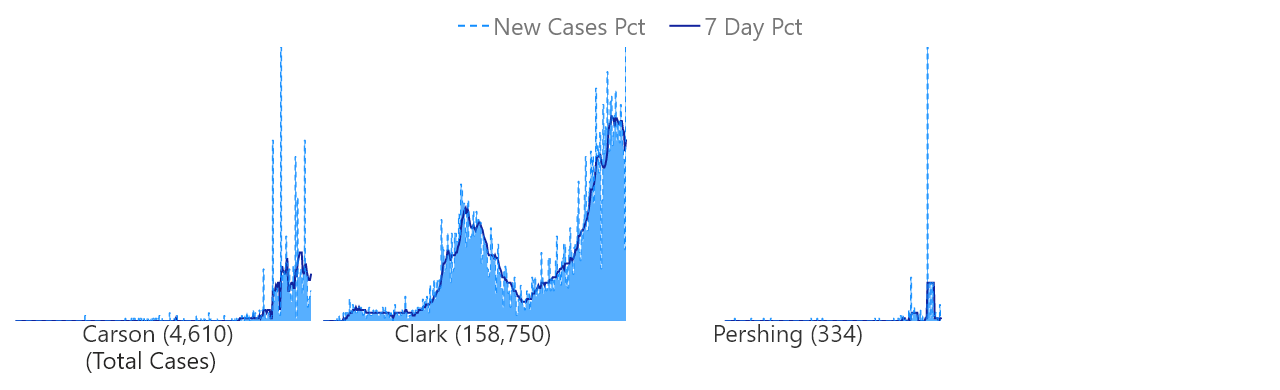 New Cases Pct 7 Day Pct
Carson (4,610) Clark (158,750) Pershing (334)
(Total Cases)